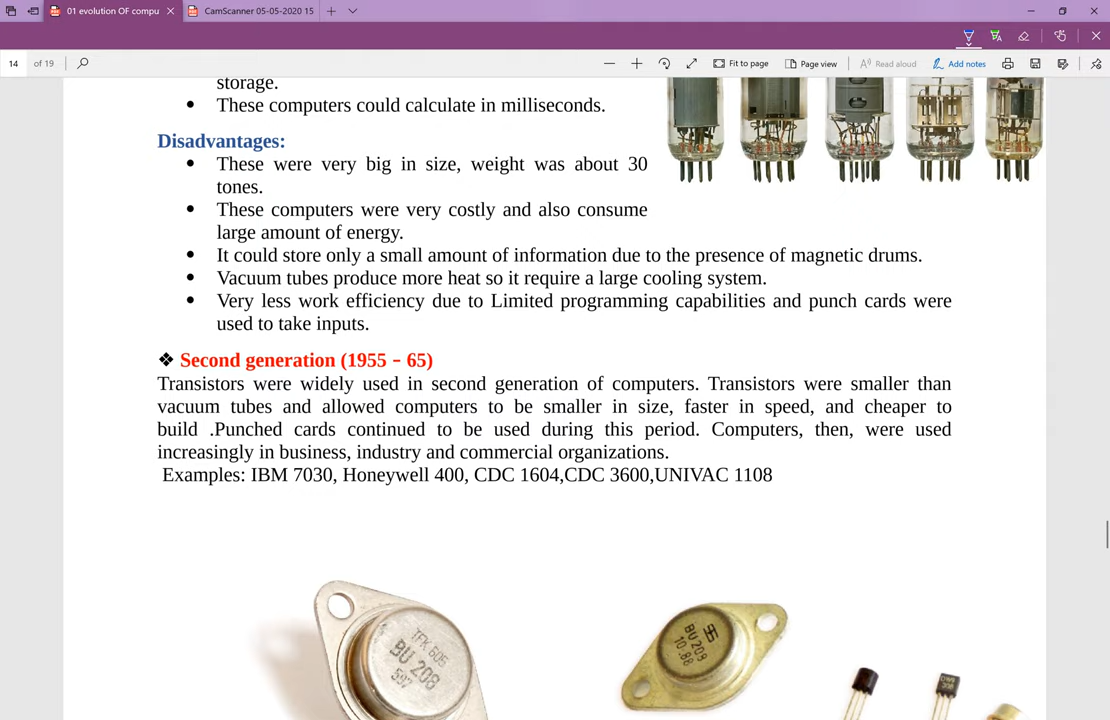 01 evolution OF compu
CamScanner 05-05-2020 15
14 of 19
Fit to page
Page view
Read aloud
Add notes
storage.
• These computers could calculate in milliseconds.
Disadvantages:
• These were very big in size, weight was about 30
tones.
• These computers were very costly and also consume
large amount of energy.
• It could store only a small amount of information due to the presence of magnetic drums.
• Vacuum tubes produce more heat so it require a large cooling system.
• Very less work efficiency due to Limited programming capabilities and punch cards were
used to take inputs.
❖ Second generation (1955 – 65)
Transistors were widely used in second generation of computers. Transistors were smaller than
vacuum tubes and allowed computers to be smaller in size, faster in speed, and cheaper to
build .Punched cards continued to be used during this period. Computers, then, were used
increasingly in business, industry and commercial organizations.
Examples: IBM 7030, Honeywell 400, CDC 1604,CDC 3600,UNIVAC 1108
TFK 605
BU 208
597
BU 208
10-88